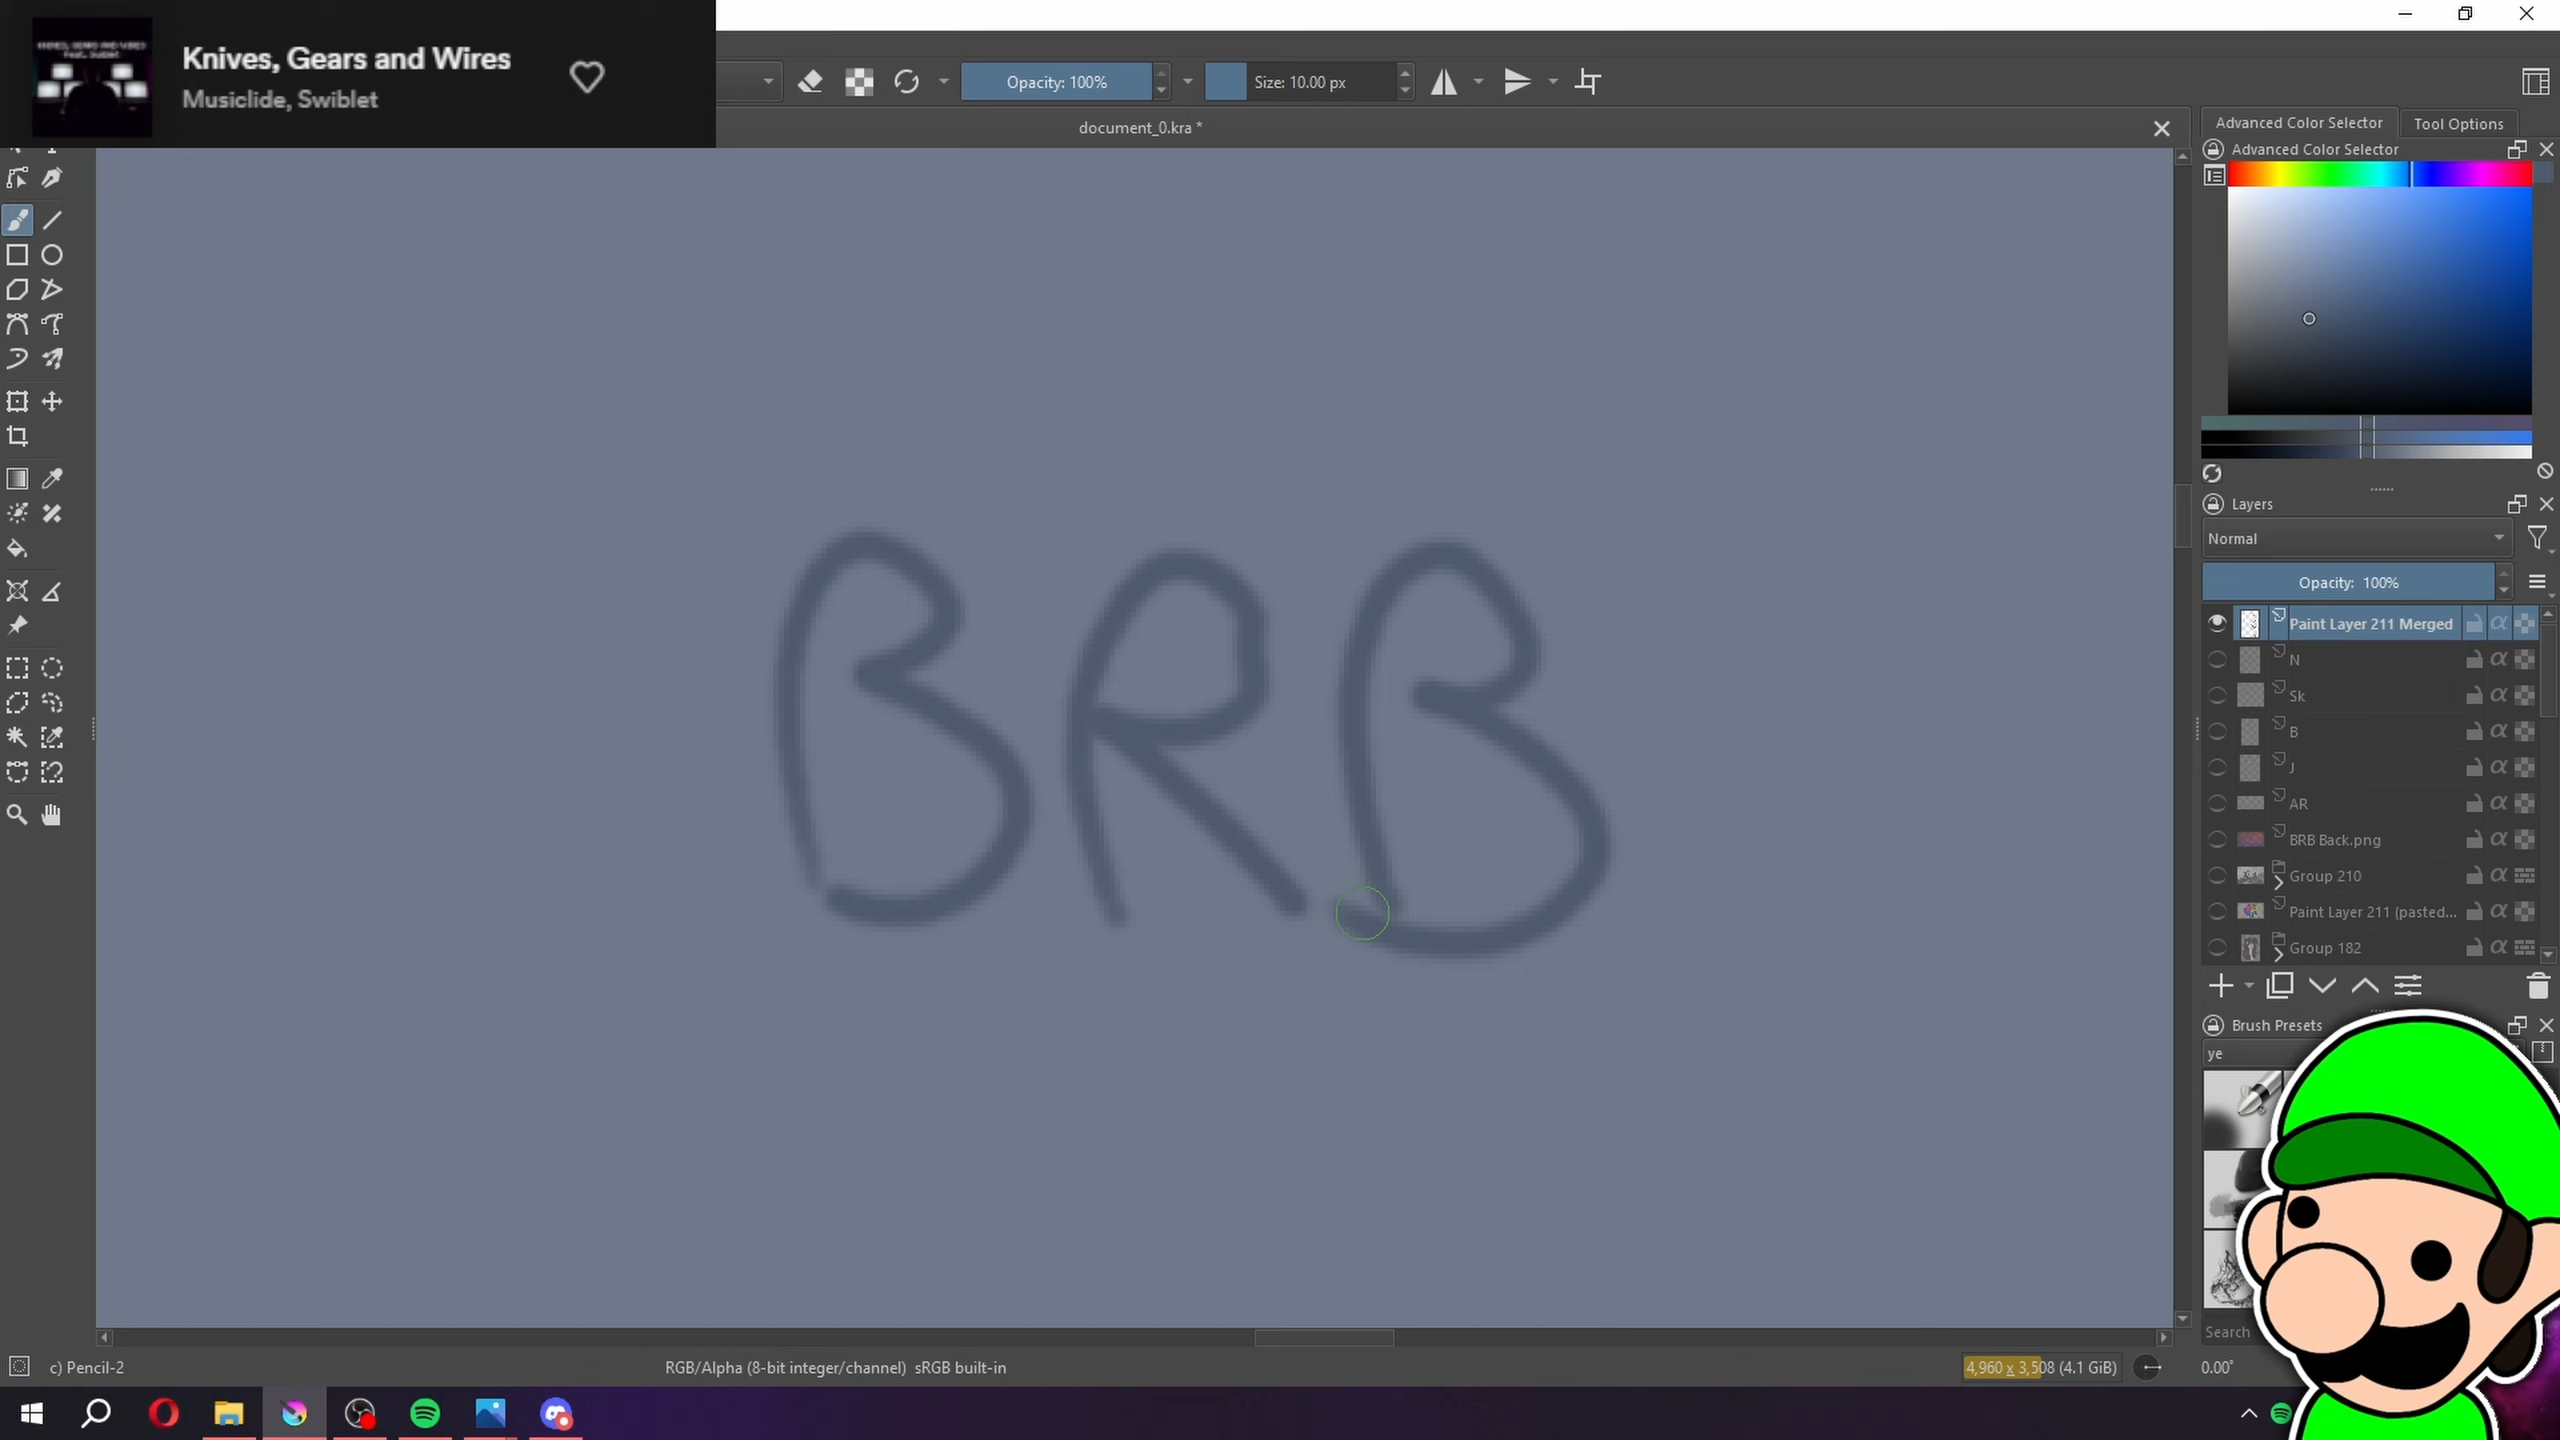 Knives, Gears and Wires
Musiclide, Swiblet
Opacity: 100%
Size: 10.00 px
document_0.kra *
Advanced Color Selector
Tool Options
Advanced Color Selector
BRB
Layers
Normal
Opacity: 100%
Paint Layer 211 Merged
N
Sk
B
J
AR
BRB Back.png
Group 210
Paint Layer 211 (pasted...
Group 182
Brush Presets
ye
Search
c) Pencil-2
RGB/Alpha (8-bit integer/channel) sRGB built-in
4,960 x 3,508 (4.1 GiB)
0.00°